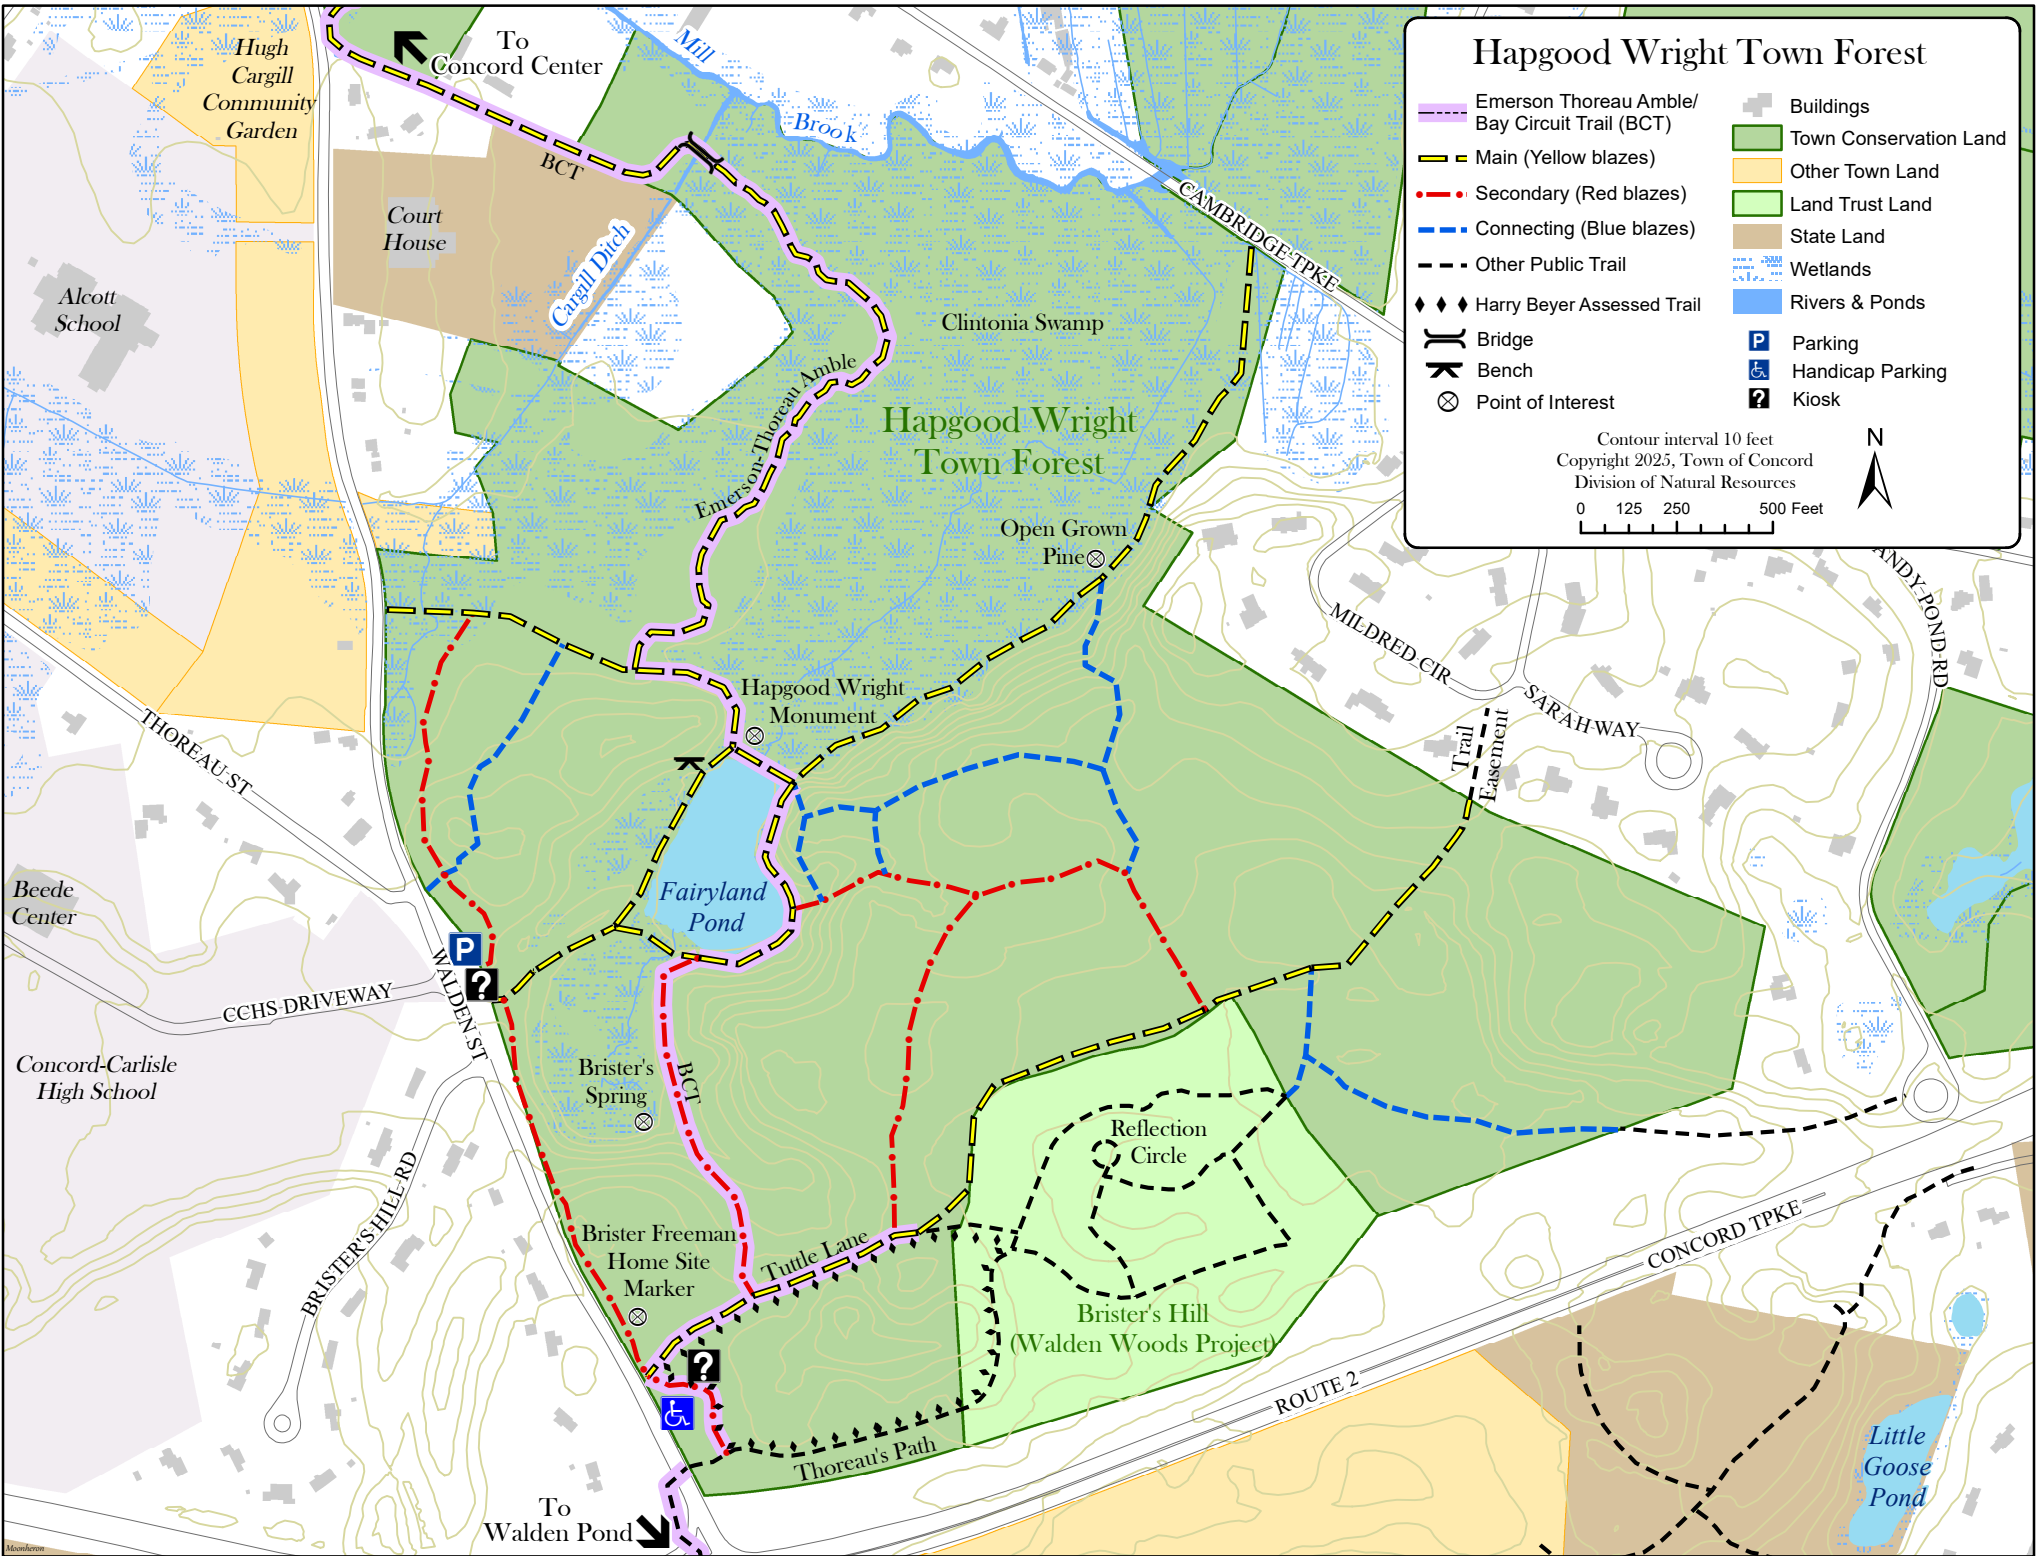 Hapgood Wright Town Forest
Emerson Thoreau Amble/
Bay Circuit Trail (BCT)
Main (Yellow blazes)
Secondary (Red blazes)
Connecting (Blue blazes)
Other Public Trail
Harry Beyer Assessed Trail
Bridge
Bench
Point of Interest
Buildings
Town Conservation Land
Other Town Land
Land Trust Land
State Land
Wetlands
Rivers & Ponds
P
Parking
Handicap Parking
?
Kiosk
Contour interval 10 feet
Copyright 2025, Town of Concord
Division of Natural Resources
N
0 125 250 500 Feet
Hugh
Cargill
Community
Garden
To
Concord Center
Mill
Brook
BCT
Court
House
Cargill Ditch
CAMBRIDGE TPKE
Alcott
School
Clintonia Swamp
Emerson-Thoreau Amble
Hapgood Wright
Town Forest
Open Grown
Pine
ANDY POND RD
MILDRED CIR
SARAH WAY
Trail
Easement
Hapgood Wright
Monument
THOREAU ST
Beede
Center
Fairyland
Pond
P
?
WALDEN ST
CCHS DRIVEWAY
Concord-Carlisle
High School
Brister's
Spring
BCT
Reflection
Circle
BRISTER'S HILL RD
Brister Freeman
Home Site
Marker
Tuttle Lane
CONCORD TPKE
Brister's Hill
(Walden Woods Project)
?
ROUTE 2
Thoreau's Path
Little
Goose
Pond
To
Walden Pond
Moonheron